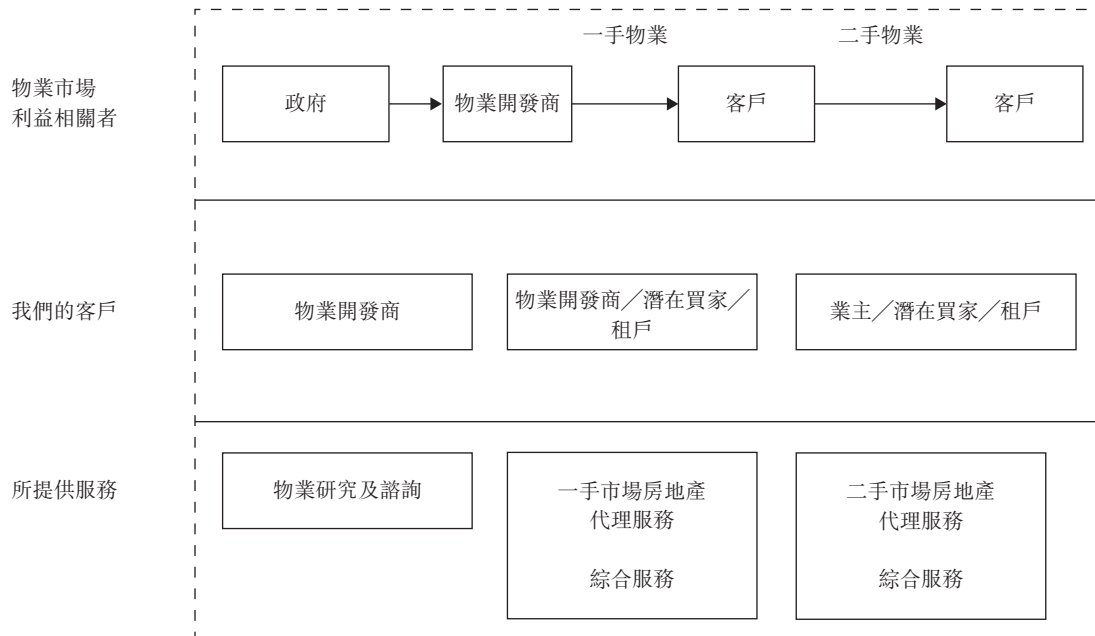 一手物業
二手物業
物業市場
利益相關者
政府
物業開發商
客戶
客戶
我們的客戶
物業開發商
物業開發商／潛在買家／
租戶
業主／潛在買家／租戶
所提供服務
物業研究及諮詢
一手市場房地產
代理服務
綜合服務
二手市場房地產
代理服務
綜合服務